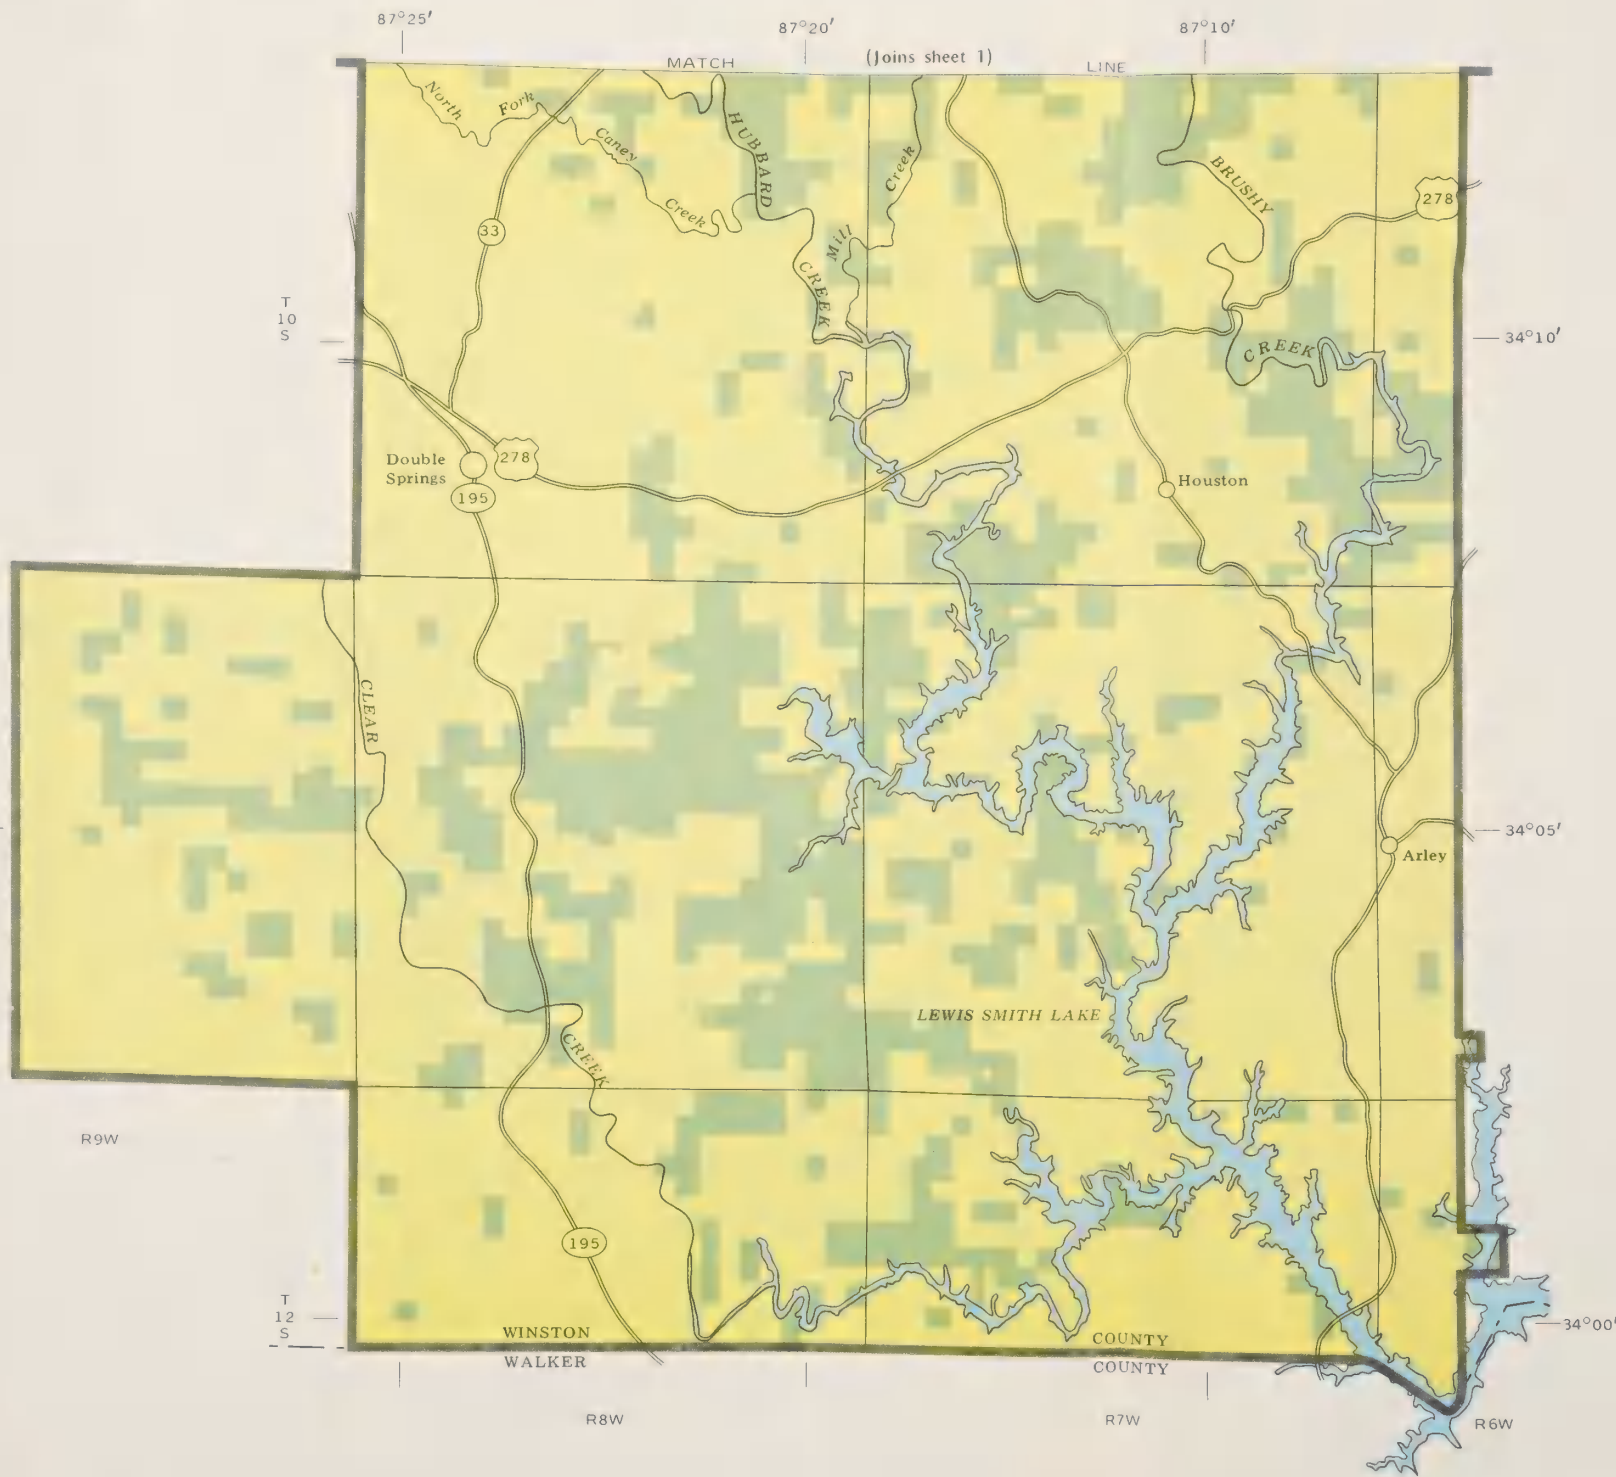 87°25′
87°20′
87°10′
MATCH (Joins sheet 1) LINE
North Fork Caney Creek
HUBBARD CREEK
Mill Creek
BRUSHY CREEK
278
33
T
10
S
34°10′
Double
Springs
278
195
Houston
CLEAR CREEK
34°05′
Arley
LEWIS SMITH LAKE
R9W
195
T
12
S
34°00′
WINSTON COUNTY
WALKER COUNTY
R8W
R7W
R6W